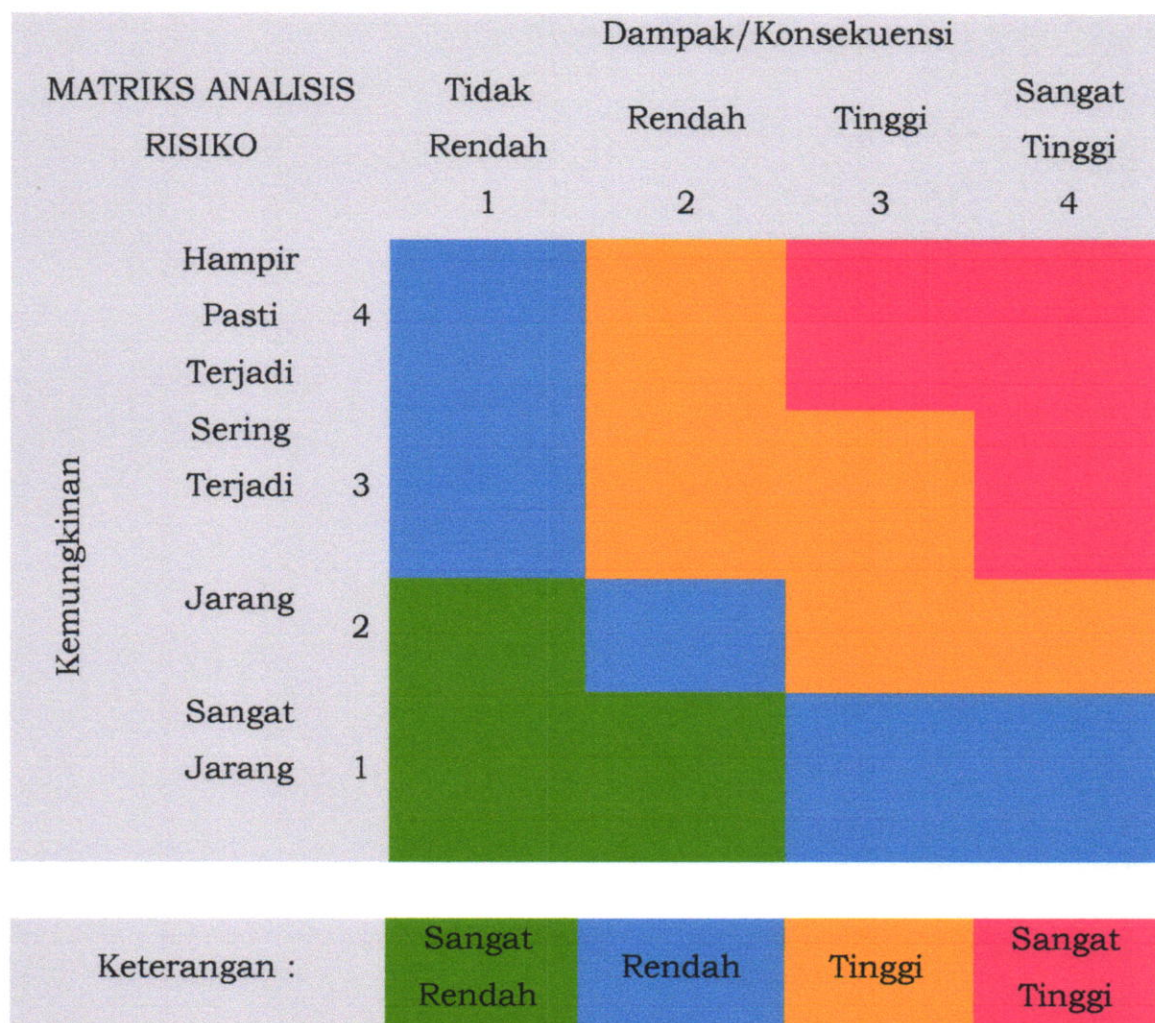 Dampak/Konsekuensi
MATRIKS ANALISIS
RISIKO
Tidak
Rendah
Rendah
Tinggi
Sangat
Tinggi
1 2 3 4
Kemungkinan
Hampir
Pasti 4
Terjadi
Sering
Terjadi 3
Jarang
2
Sangat
Jarang 1
Keterangan :
Sangat
Rendah
Rendah
Tinggi
Sangat
Tinggi